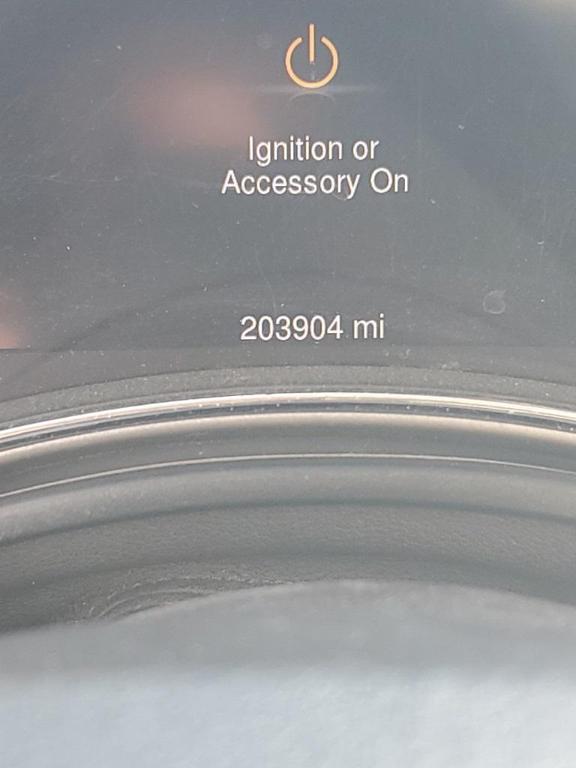 Ignition or
Accessory On
203904 mi